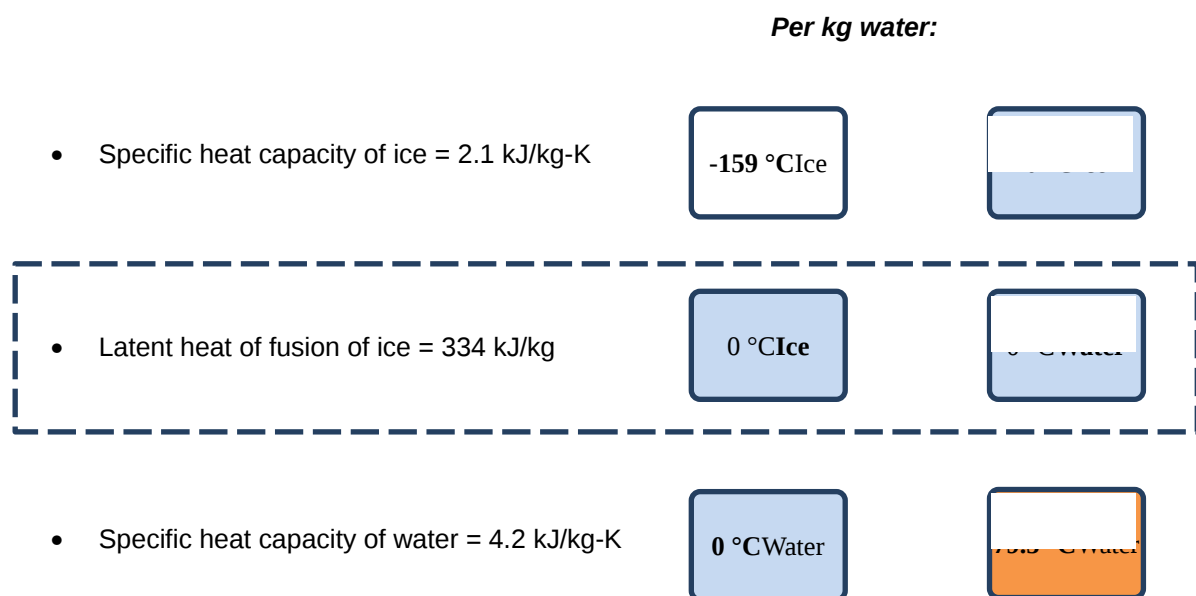 Per kg water:
• Specific heat capacity of ice = 2.1 kJ/kg-K
-159 °CIce
• Latent heat of fusion of ice = 334 kJ/kg
0 °CIce
• Specific heat capacity of water = 4.2 kJ/kg-K
0 °CWater